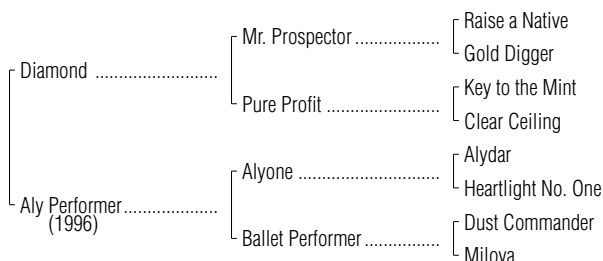 Raise a Native
Mr. Prospector ..................
Gold Digger
Diamond .........................
Key to the Mint
Pure Profit ........................
Clear Ceiling
Alydar
Alyone .............................
Heartlight No. One
Aly Performer ...................
(1996)
Dust Commander
Ballet Performer ................
Milova